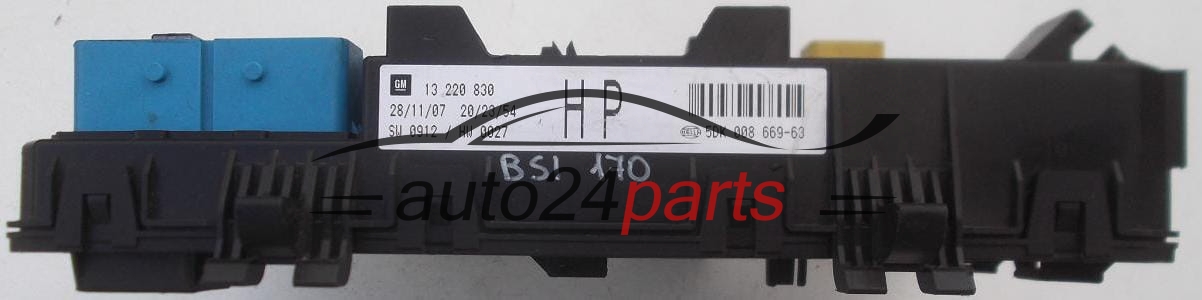 GM 13 220 830
28/11/07 20/23/54
SW 0912 / HW 0027
HP
HELLA 5DK 008 669-63
BSI 170
auto24parts